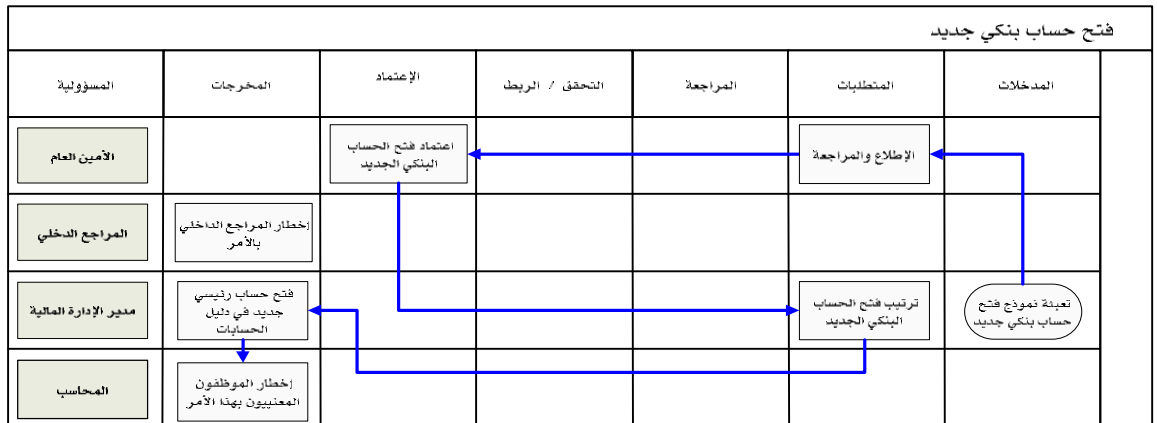 فتح حساب بنكي جديد
المدخلات
المتطلبات
المراجعة
التحقق / الربط
الإعتماد
المخرجات
المسؤولية
الإطلاع والمراجعة
اعتماد فتح الحساب
البنكي الجديد
الأمين العام
إخطار المراجع الداخلي
بالأمر
المراجع الدخلي
تعبئة نموذج فتح
حساب بنكي جديد
ترتيب فتح الحساب
البنكي الجديد
فتح حساب رئيسي
جديد في دليل
الحسابات
مدير الإدارة المالية
إخطار الموظفون
المعنييون بهذا الأمر
المحاسب